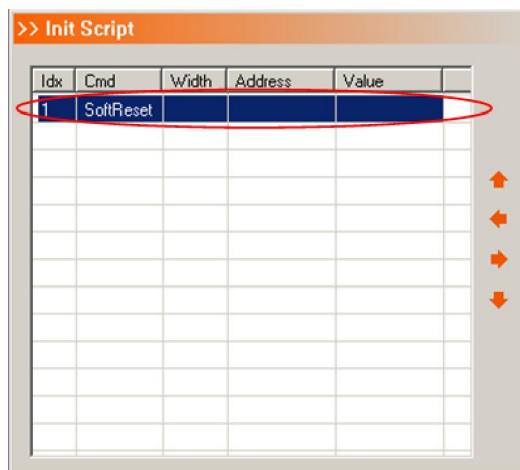 >> Init Script
Idx Cmd Width Address Value
1 SoftReset